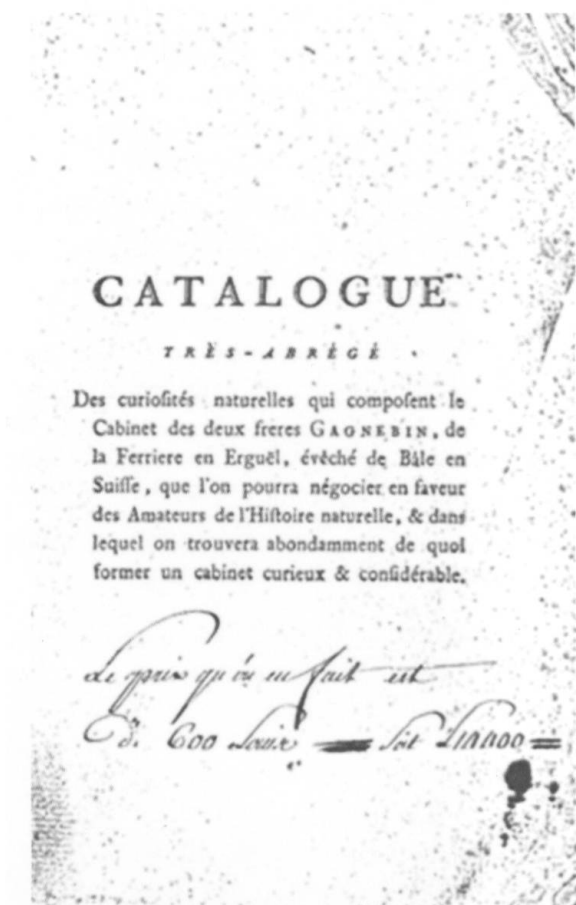 CATALOGUE
TRÈS-ABRÉGÉ
Des curioſités naturelles qui compoſent le
Cabinet des deux freres GAGNEBIN, de
la Ferriere en Erguël, évêché de Bâle en
Suiſſe, que l'on pourra négocier en faveur
des Amateurs de l'Hiſtoire naturelle, & dans
lequel on trouvera abondamment de quoi
former un cabinet curieux & conſidérable.
Le prix qu'on en fait est
600 Louis = Soit L14400 =